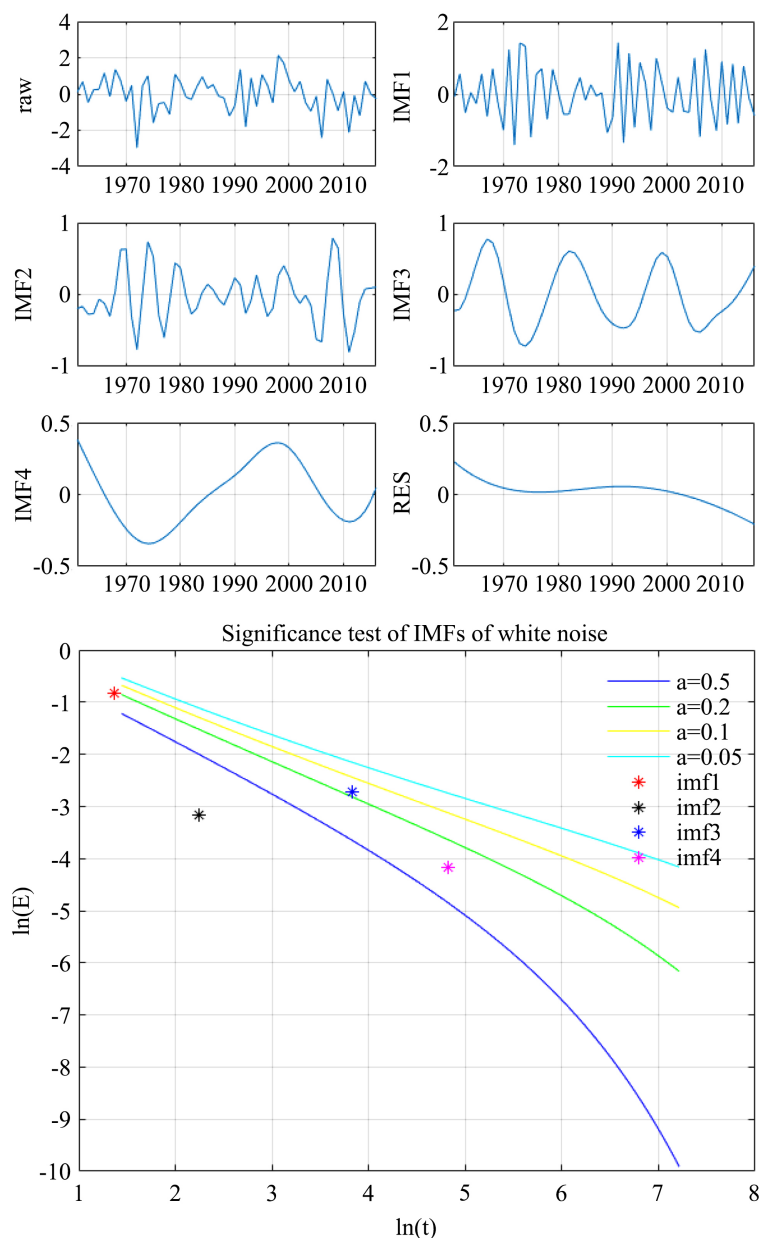 4
2
0
-2
-4
raw
1970 1980 1990 2000 2010
2
0
-2
IMF1
1970 1980 1990 2000 2010
1
0
-1
IMF2
1970 1980 1990 2000 2010
1
0
-1
IMF3
1970 1980 1990 2000 2010
0.5
0
-0.5
IMF4
1970 1980 1990 2000 2010
0.5
0
-0.5
RES
1970 1980 1990 2000 2010
Significance test of IMFs of white noise
0
-1
-2
-3
-4
-5
-6
-7
-8
-9
-10
ln(E)
a=0.5
a=0.2
a=0.1
a=0.05
imf1
imf2
imf3
imf4
1 2 3 4 5 6 7 8
ln(t)